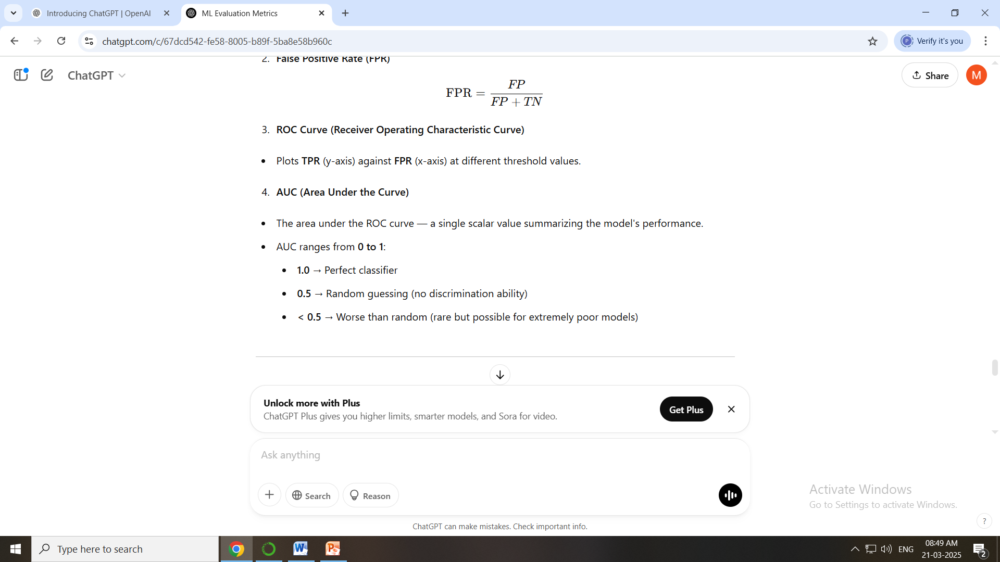 Introducing ChatGPT | OpenAI
ML Evaluation Metrics
chatgpt.com/c/67dcd542-fe58-8005-b89f-5ba8e58b960c
P
Verify it's you
ChatGPT
Share
M
2. False Positive Rate (FPR)
FPR = FP / FP + TN
3. ROC Curve (Receiver Operating Characteristic Curve)
• Plots TPR (y-axis) against FPR (x-axis) at different threshold values.
4. AUC (Area Under the Curve)
• The area under the ROC curve — a single scalar value summarizing the model's performance.
• AUC ranges from 0 to 1:
• 1.0 → Perfect classifier
• 0.5 → Random guessing (no discrimination ability)
• < 0.5 → Worse than random (rare but possible for extremely poor models)
Unlock more with Plus
ChatGPT Plus gives you higher limits, smarter models, and Sora for video.
Get Plus
Ask anything
Search
Reason
Activate Windows
Go to Settings to activate Windows.
ChatGPT can make mistakes. Check important info.
?
Type here to search
ENG
08:49 AM
21-03-2025
2